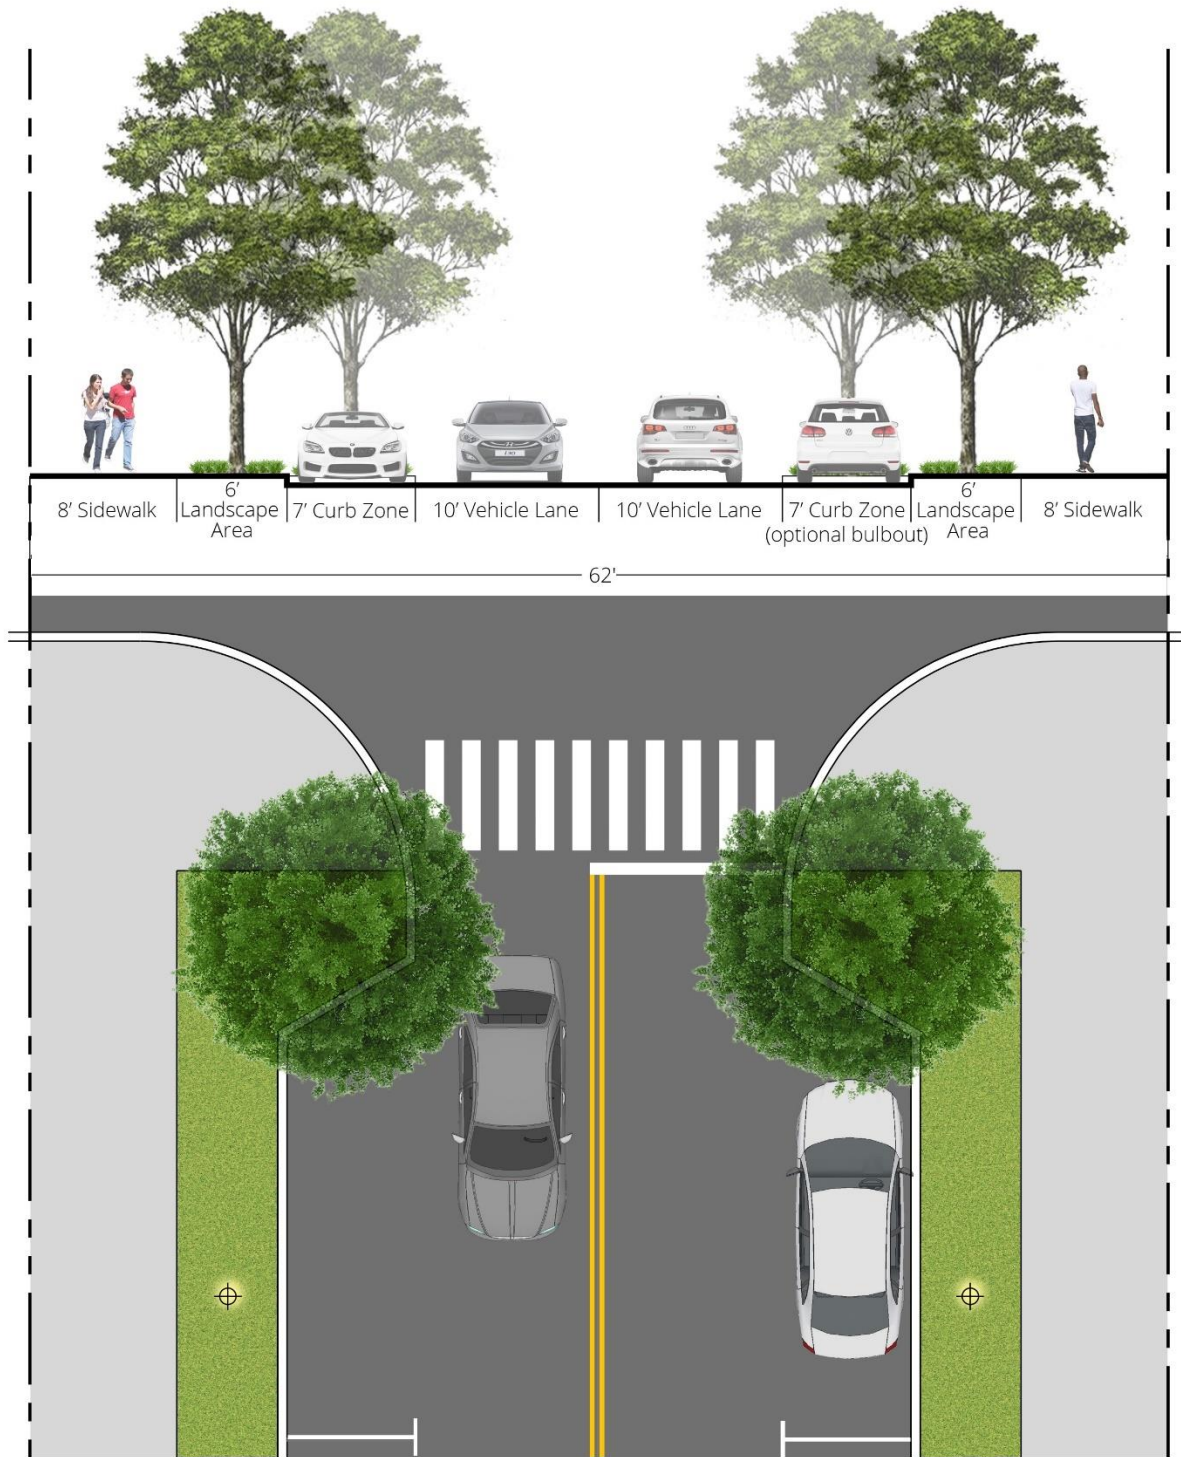 8’ Sidewalk
6’
Landscape
Area
7’ Curb Zone
10’ Vehicle Lane
10’ Vehicle Lane
7’ Curb Zone
(optional bulbout)
6’
Landscape
Area
8’ Sidewalk
62'